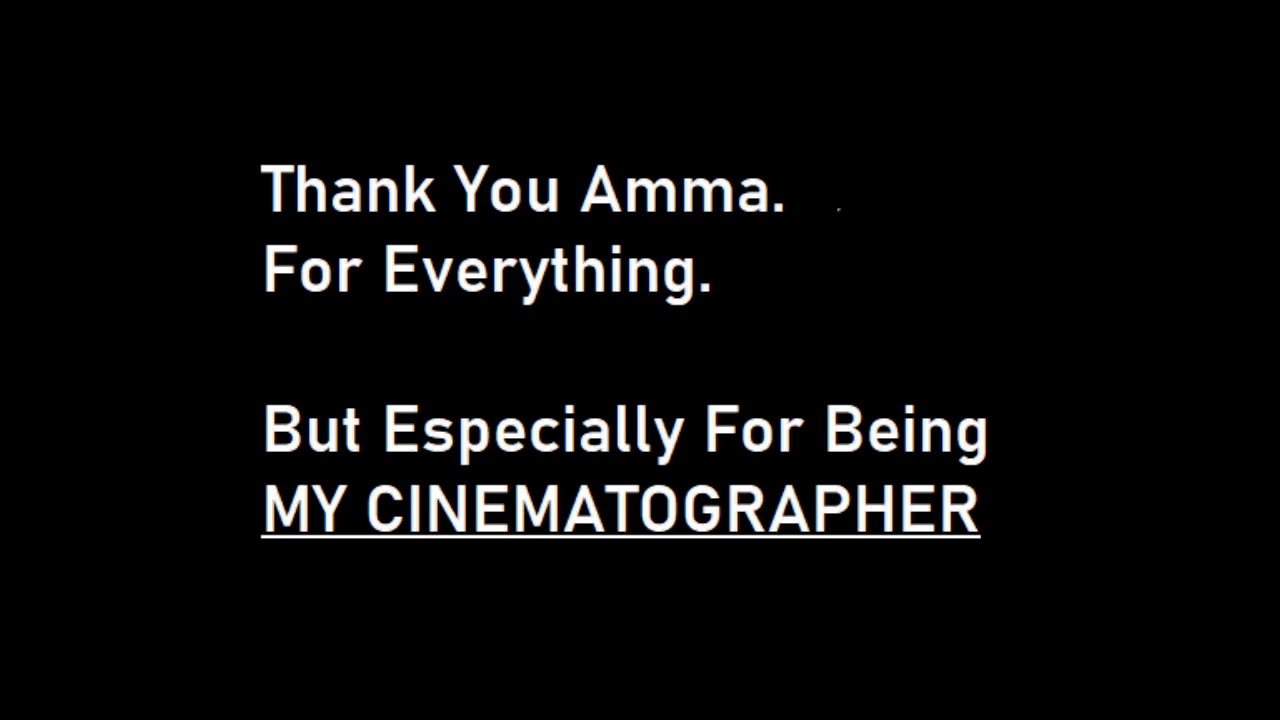 Thank You Amma.
For Everything.
But Especially For Being
MY CINEMATOGRAPHER